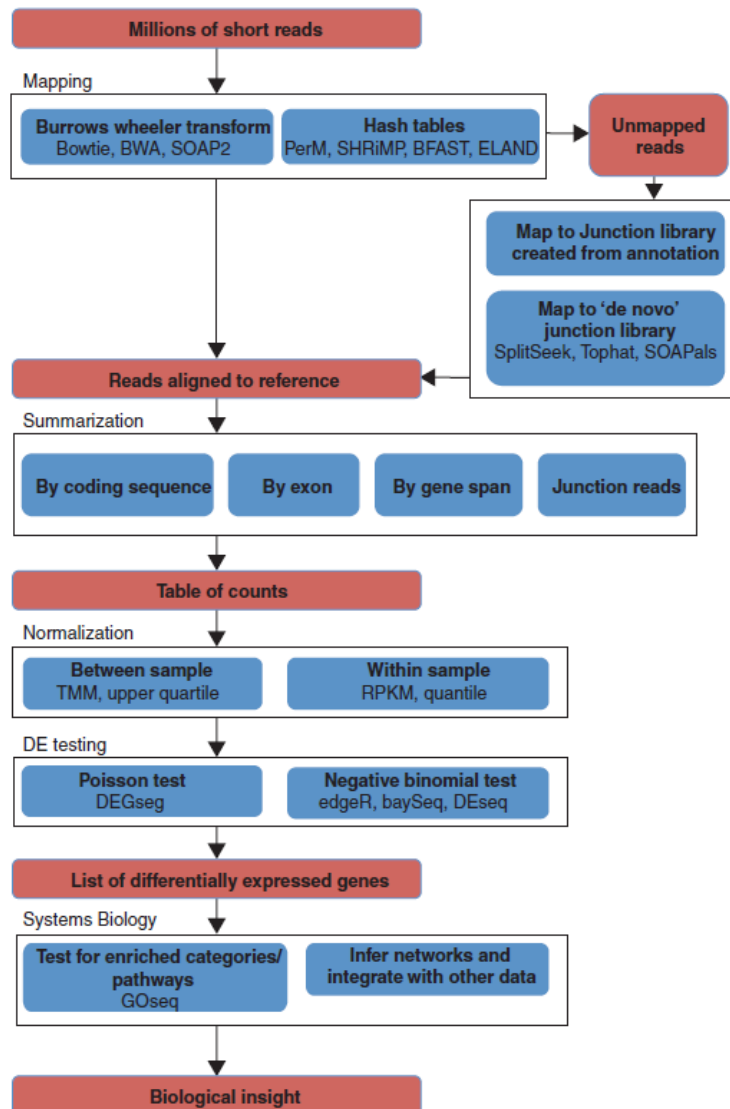 Millions of short reads
Mapping
Burrows wheeler transform
Bowtie, BWA, SOAP2
Hash tables
PerM, SHRiMP, BFAST, ELAND
Unmapped
reads
Map to Junction library
created from annotation
Map to ‘de novo’
junction library
SplitSeek, Tophat, SOAPals
Reads aligned to reference
Summarization
By coding sequence
By exon
By gene span
Junction reads
Table of counts
Normalization
Between sample
TMM, upper quartile
Within sample
RPKM, quantile
DE testing
Poisson test
DEGseg
Negative binomial test
edgeR, baySeq, DEseq
List of differentially expressed genes
Systems Biology
Test for enriched categories/
pathways
GOseq
Infer networks and
integrate with other data
Biological insight